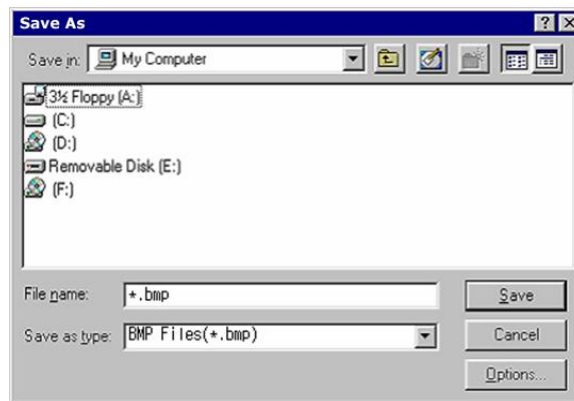 Save As
Save in: My Computer
3½ Floppy (A:)
(C:)
(D:)
Removable Disk (E:)
(F:)
File name: *.bmp Save
Save as type: BMP Files(*.bmp) Cancel
Options...